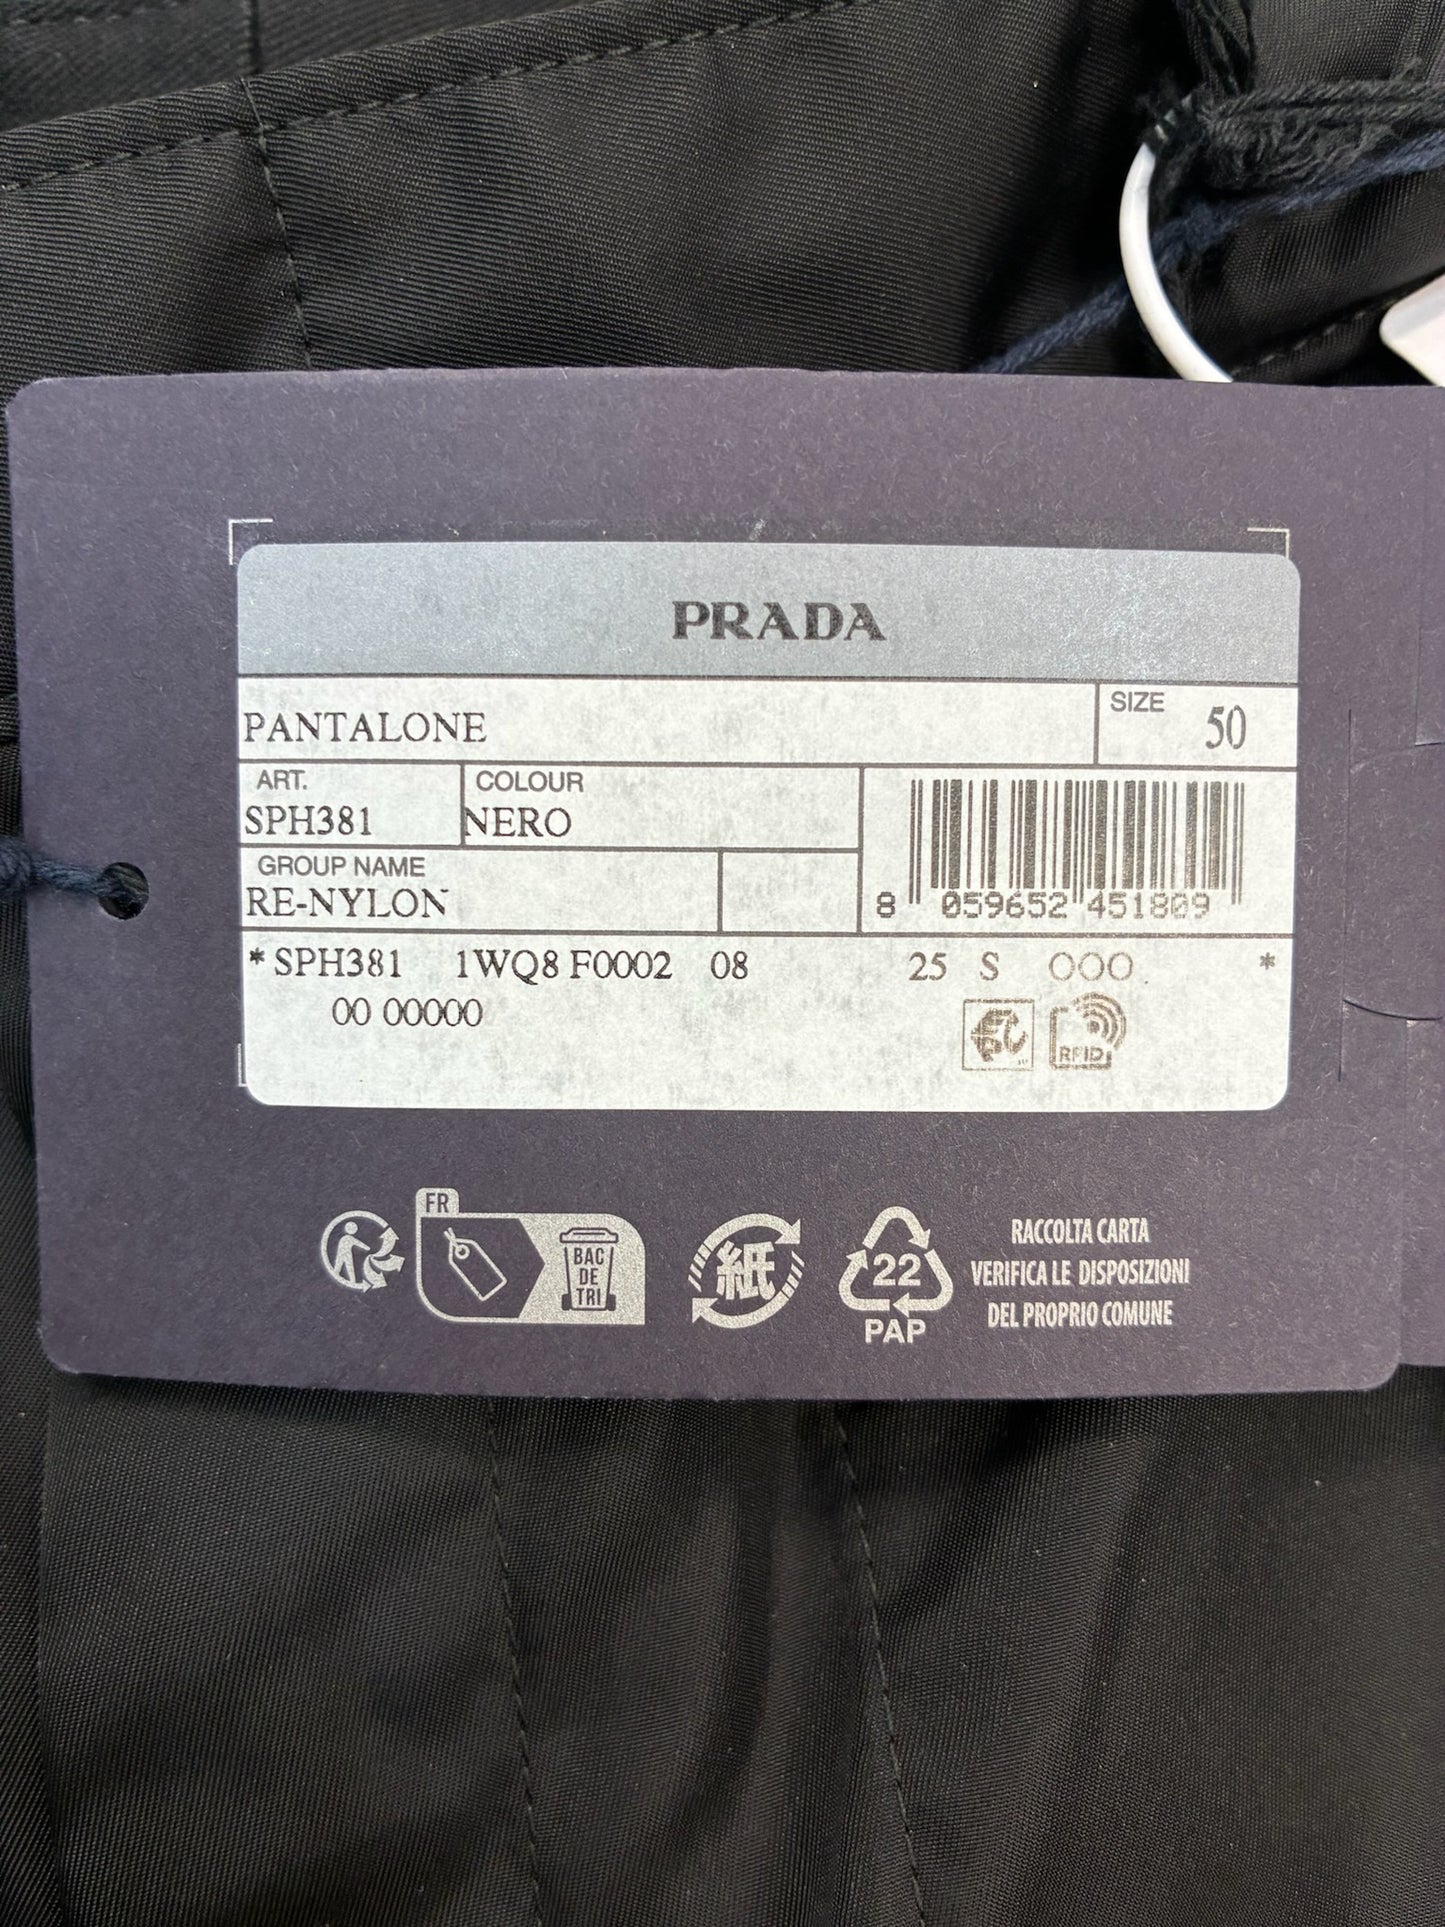 PRADA
PANTALONE
SIZE 50
ART.
SPH381
COLOUR
NERO
GROUP NAME
RE-NYLON
8 059652 451809
* SPH381 1WQ8 F0002 08 25 S OOO *
00 00000
RFID
FR
BAC
DE
TRI
紙
22
PAP
RACCOLTA CARTA
VERIFICA LE DISPOSIZIONI
DEL PROPRIO COMUNE